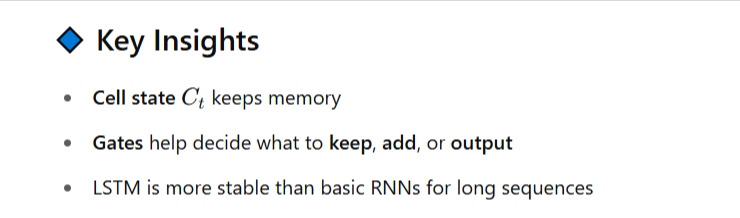 Key Insights
• Cell state Cₜ keeps memory
• Gates help decide what to keep, add, or output
• LSTM is more stable than basic RNNs for long sequences